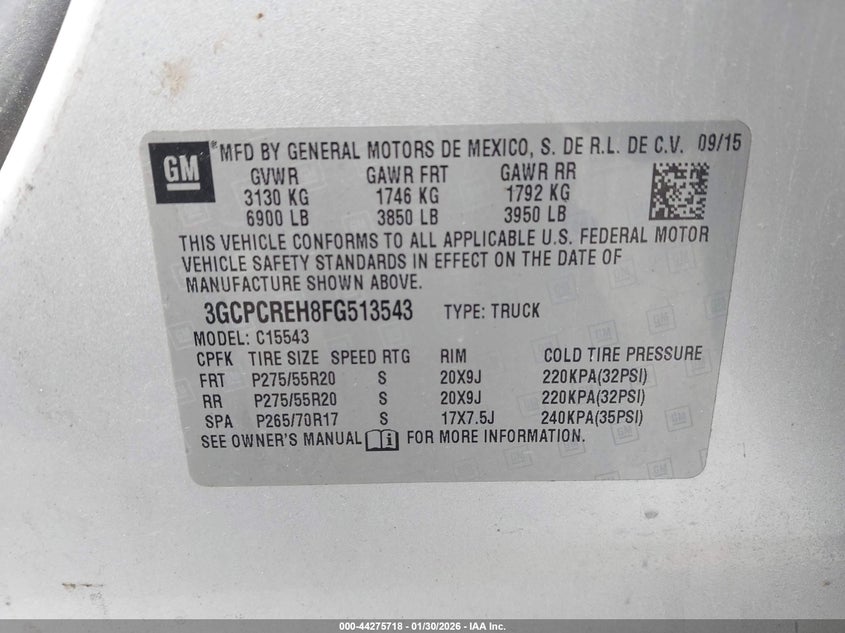 GM
*MFD BY GENERAL MOTORS DE MEXICO, S. DE R.L. DE C.V. 09/15
GVWR GAWR FRT GAWR RR
3130 KG 1746 KG 1792 KG
6900 LB 3850 LB 3950 LB
THIS VEHICLE CONFORMS TO ALL APPLICABLE U.S. FEDERAL MOTOR
VEHICLE SAFETY STANDARDS IN EFFECT ON THE DATE OF
MANUFACTURE SHOWN ABOVE.
3GCPCREH8FG513543 TYPE: TRUCK
MODEL: C15543
CPFK TIRE SIZE SPEED RTG RIM COLD TIRE PRESSURE
FRT P275/55R20 S 20X9J 220KPA(32PSI)
RR P275/55R20 S 20X9J 220KPA(32PSI)
SPA P265/70R17 S 17X7.5J 240KPA(35PSI)
SEE OWNER'S MANUAL i FOR MORE INFORMATION.
000-44275718 - 01/30/2026 - IAA Inc.